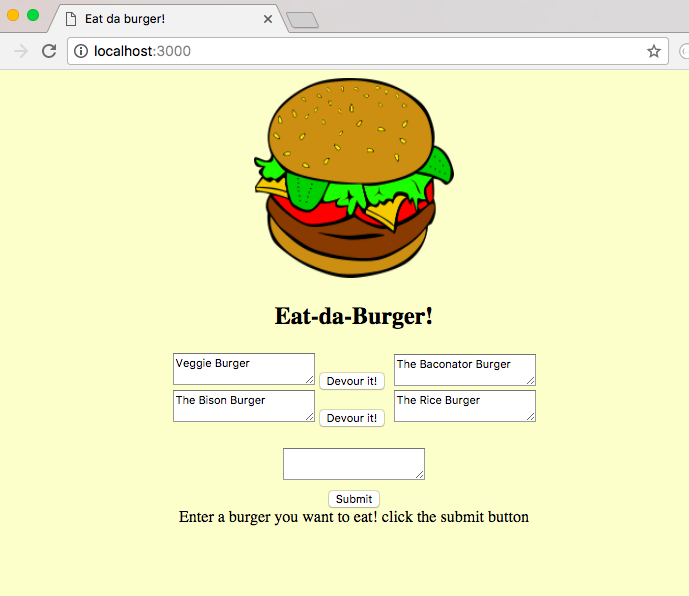 Eat da burger!
localhost:3000
Eat-da-Burger!
Veggie Burger
Devour it!
The Baconator Burger
The Bison Burger
Devour it!
The Rice Burger
Submit
Enter a burger you want to eat! click the submit button